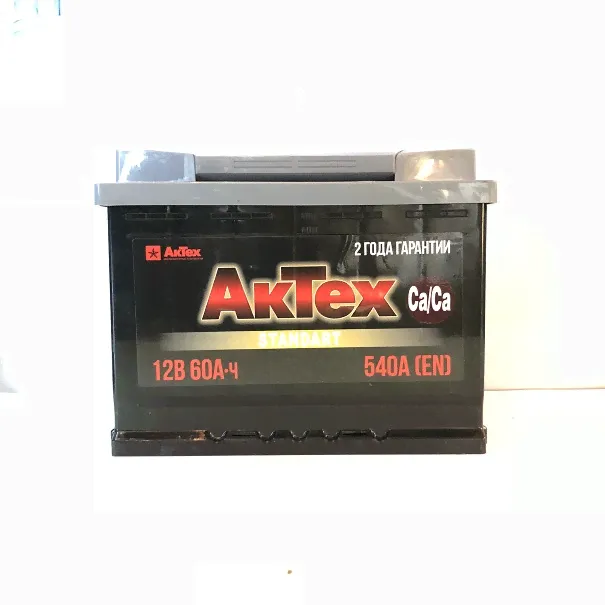 2 ГОДА ГАРАНТИИ
АкТех
АкТех
Ca/Ca
STANDART
12В 60А·ч
540А (EN)